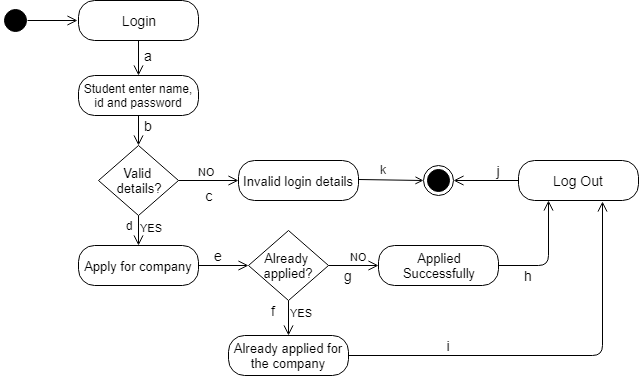 Login
a
Student enter name,
id and password
b
Valid
details?
NO
c
Invalid login details
k
j
Log Out
d
YES
Apply for company
e
Already
applied?
NO
g
Applied
Successfully
h
f
YES
Already applied for
the company
i